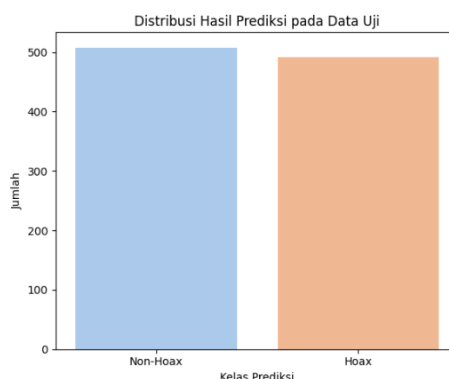 Distribusi Hasil Prediksi pada Data Uji
500
400
300
200
100
0
Jumlah
Non-Hoax
Hoax
Kelas Prediksi